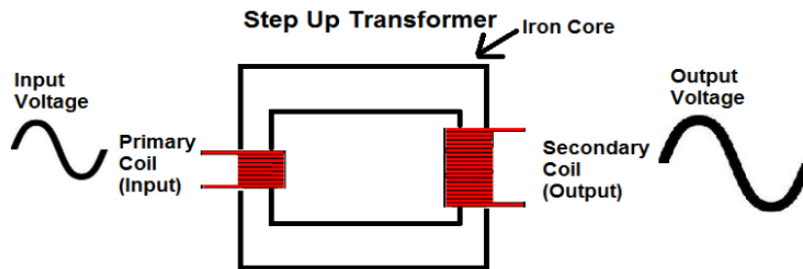 Step Up Transformer
Iron Core
Input
Voltage
Primary
Coil
(Input)
Secondary
Coil
(Output)
Output
Voltage